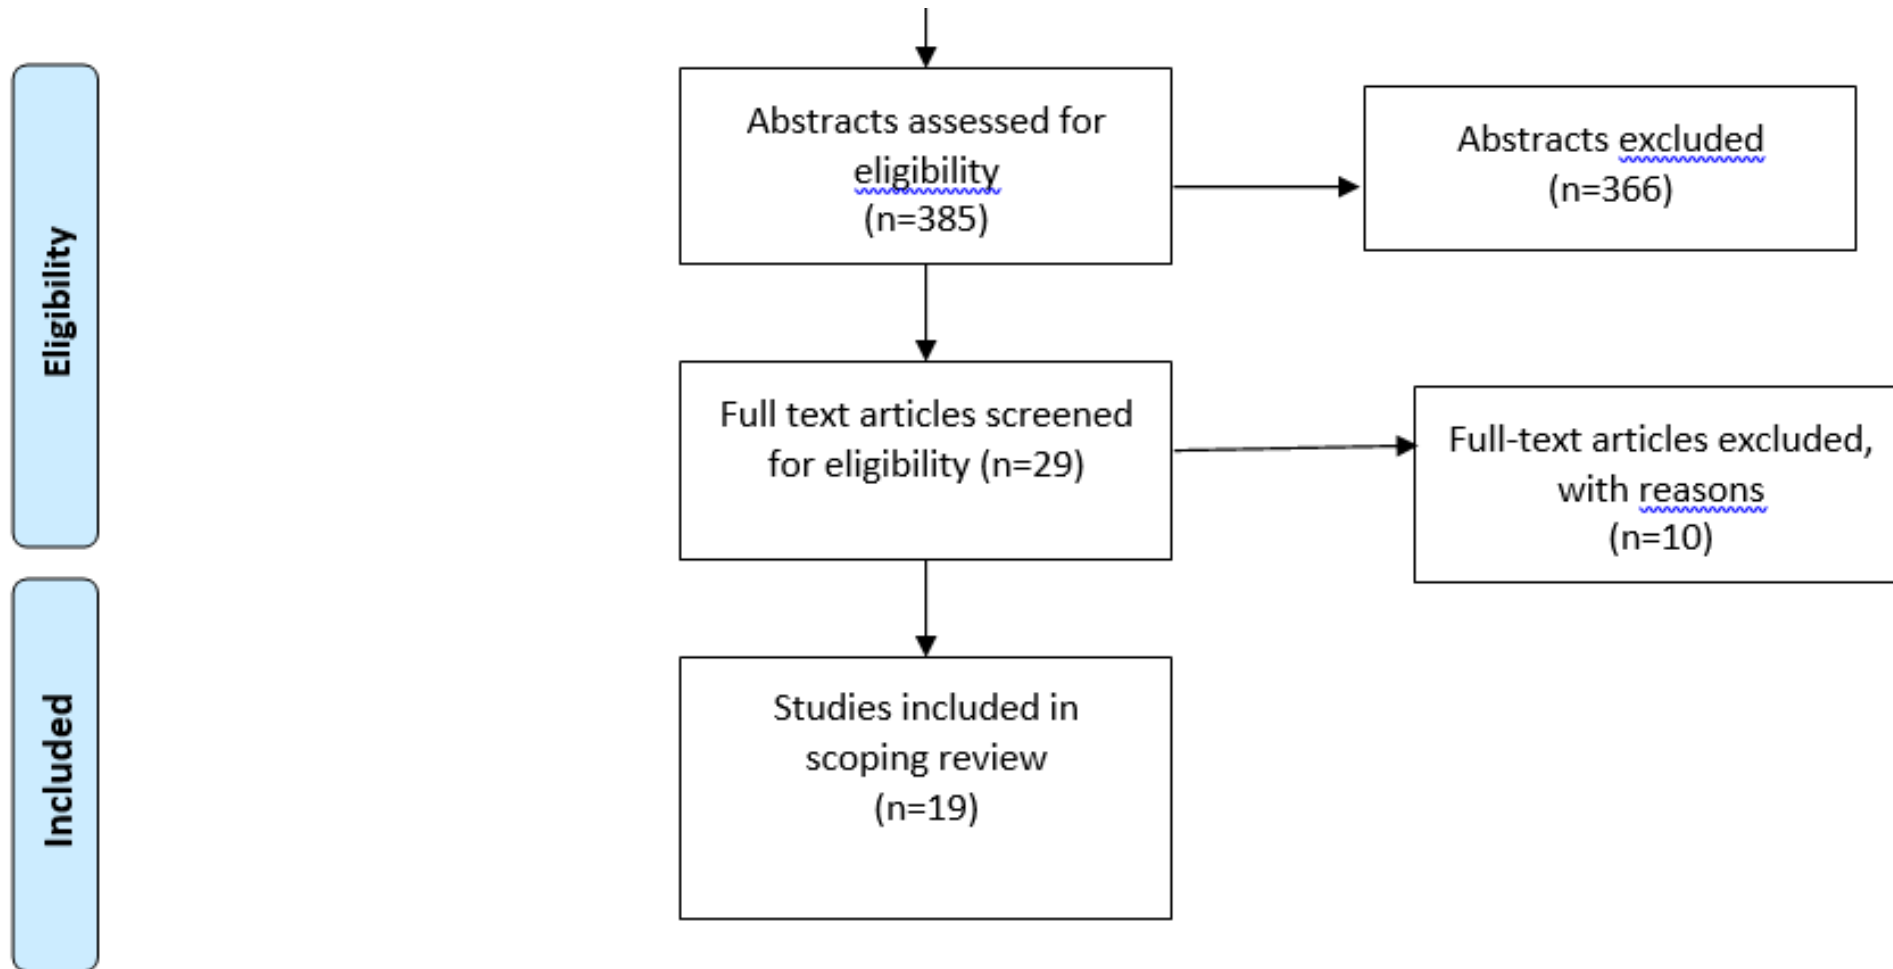 Eligibility
Abstracts assessed for
eligibility
(n=385)
Abstracts excluded
(n=366)
Full text articles screened
for eligibility (n=29)
Full-text articles excluded,
with reasons
(n=10)
Included
Studies included in
scoping review
(n=19)